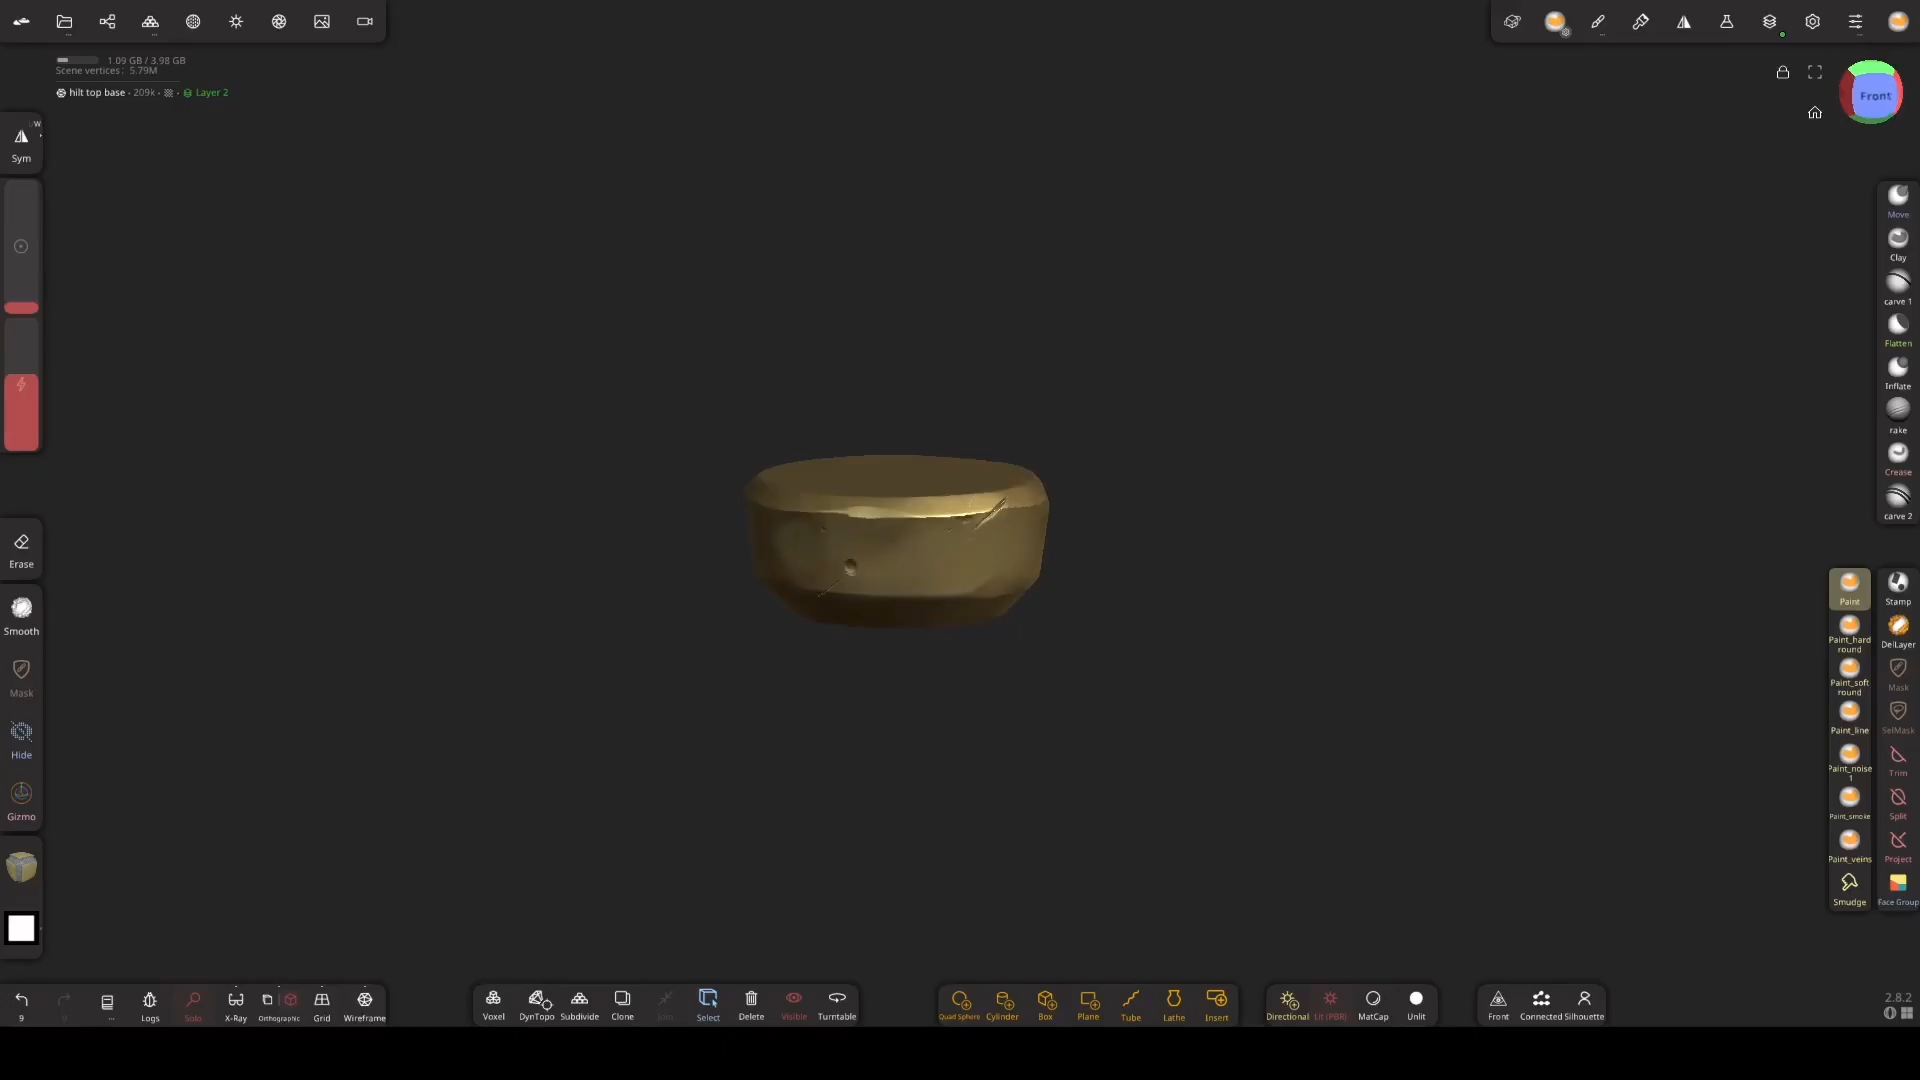 1.09 GB / 3.98 GB
Scene vertices: 5.79M
hilt top base · 209k · Layer 2
Front
W
Sym
Move
Clay
carve 1
Flatten
Inflate
rake
Crease
carve 2
Erase
Smooth
Mask
Hide
Gizmo
Paint
Stamp
Paint_hard round
DelLayer
Paint_soft round
Mask
Paint_line
SelMask
Paint_noise 1
Trim
Paint_smoke
Split
Paint_veins
Project
Smudge
Face Group
9
0
...
Logs
Solo
X-Ray
Orthographic
Grid
Wireframe
Voxel
DynTopo
Subdivide
Clone
Join
Select
Delete
Visible
Turntable
Quad Sphere
Cylinder
Box
Plane
Tube
Lathe
Insert
Directional
Lit (PBR)
MatCap
Unlit
Front
Connected
Silhouette
2.8.2